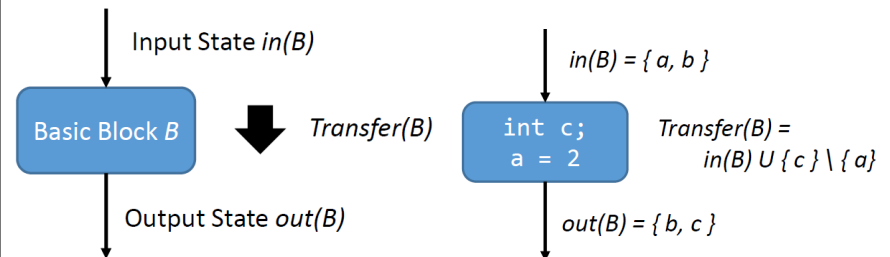 Input State in(B)
Basic Block B
Transfer(B)
Output State out(B)
in(B) = { a, b }
int c;
a = 2
Transfer(B) =
in(B) U { c } \ { a}
out(B) = { b, c }